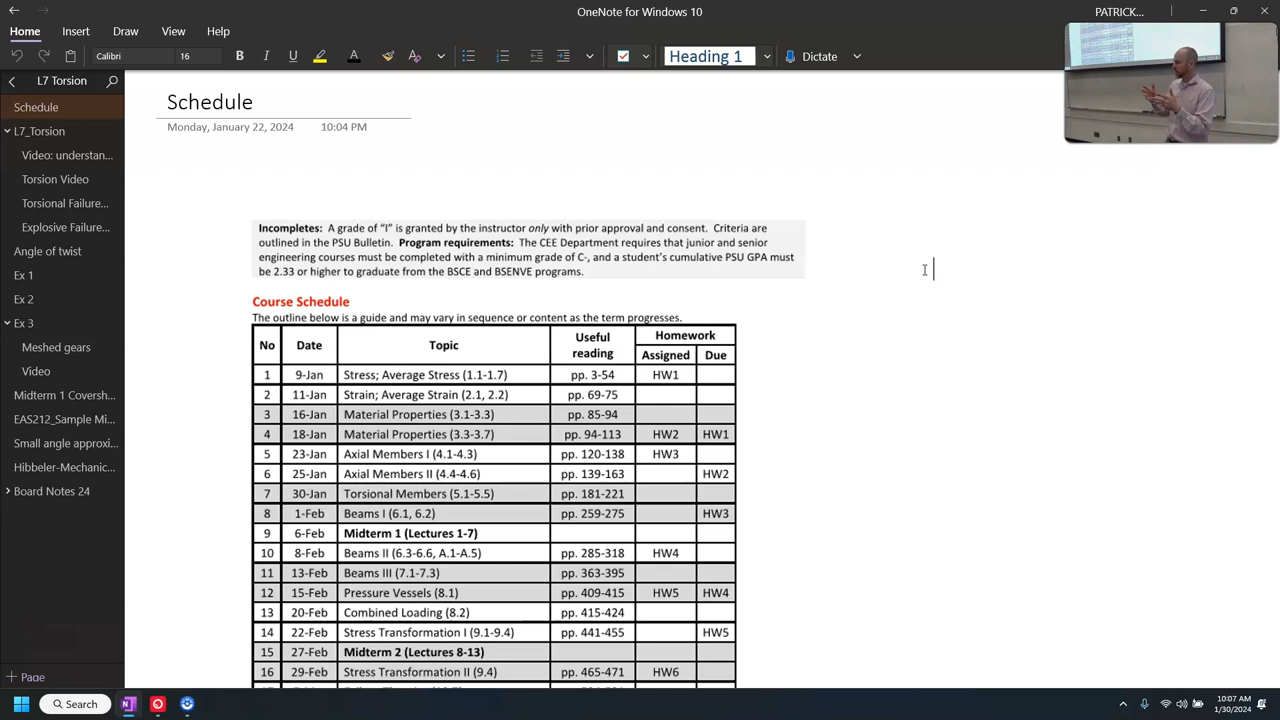 OneNote for Windows 10
PATRICK...
Home Insert Draw View Help
Calibri 16 B I U A Heading 1 Dictate
L7 Torsion
Schedule
L7_Torsion
Video: understan...
Torsion Video
Torsional Failure...
Explosive Failure...
Angle of twist
Ex 1
Ex 2
Ex 3
Meshed gears
Video
Midterm 1 Coversh...
EAS212_Sample Mi...
Small angle approxi...
Hibbeler-Mechanic...
Board Notes 24
Page
Schedule
Monday, January 22, 2024 10:04 PM
Incompletes: A grade of “I” is granted by the instructor only with prior approval and consent. Criteria are
outlined in the PSU Bulletin. Program requirements: The CEE Department requires that junior and senior
engineering courses must be completed with a minimum grade of C-, and a student’s cumulative PSU GPA must
be 2.33 or higher to graduate from the BSCE and BSENVE programs.
Course Schedule
The outline below is a guide and may vary in sequence or content as the term progresses.
No Date Topic Useful reading Homework
Assigned Due
1 9-Jan Stress; Average Stress (1.1-1.7) pp. 3-54 HW1
2 11-Jan Strain; Average Strain (2.1, 2.2) pp. 69-75
3 16-Jan Material Properties (3.1-3.3) pp. 85-94
4 18-Jan Material Properties (3.3-3.7) pp. 94-113 HW2 HW1
5 23-Jan Axial Members I (4.1-4.3) pp. 120-138 HW3
6 25-Jan Axial Members II (4.4-4.6) pp. 139-163 HW2
7 30-Jan Torsional Members (5.1-5.5) pp. 181-221
8 1-Feb Beams I (6.1, 6.2) pp. 259-275 HW3
9 6-Feb Midterm 1 (Lectures 1-7)
10 8-Feb Beams II (6.3-6.6, A.1-A.5) pp. 285-318 HW4
11 13-Feb Beams III (7.1-7.3) pp. 363-395
12 15-Feb Pressure Vessels (8.1) pp. 409-415 HW5 HW4
13 20-Feb Combined Loading (8.2) pp. 415-424
14 22-Feb Stress Transformation I (9.1-9.4) pp. 441-455 HW5
15 27-Feb Midterm 2 (Lectures 8-13)
16 29-Feb Stress Transformation II (9.4) pp. 465-471 HW6
Search
10:07 AM
1/30/2024